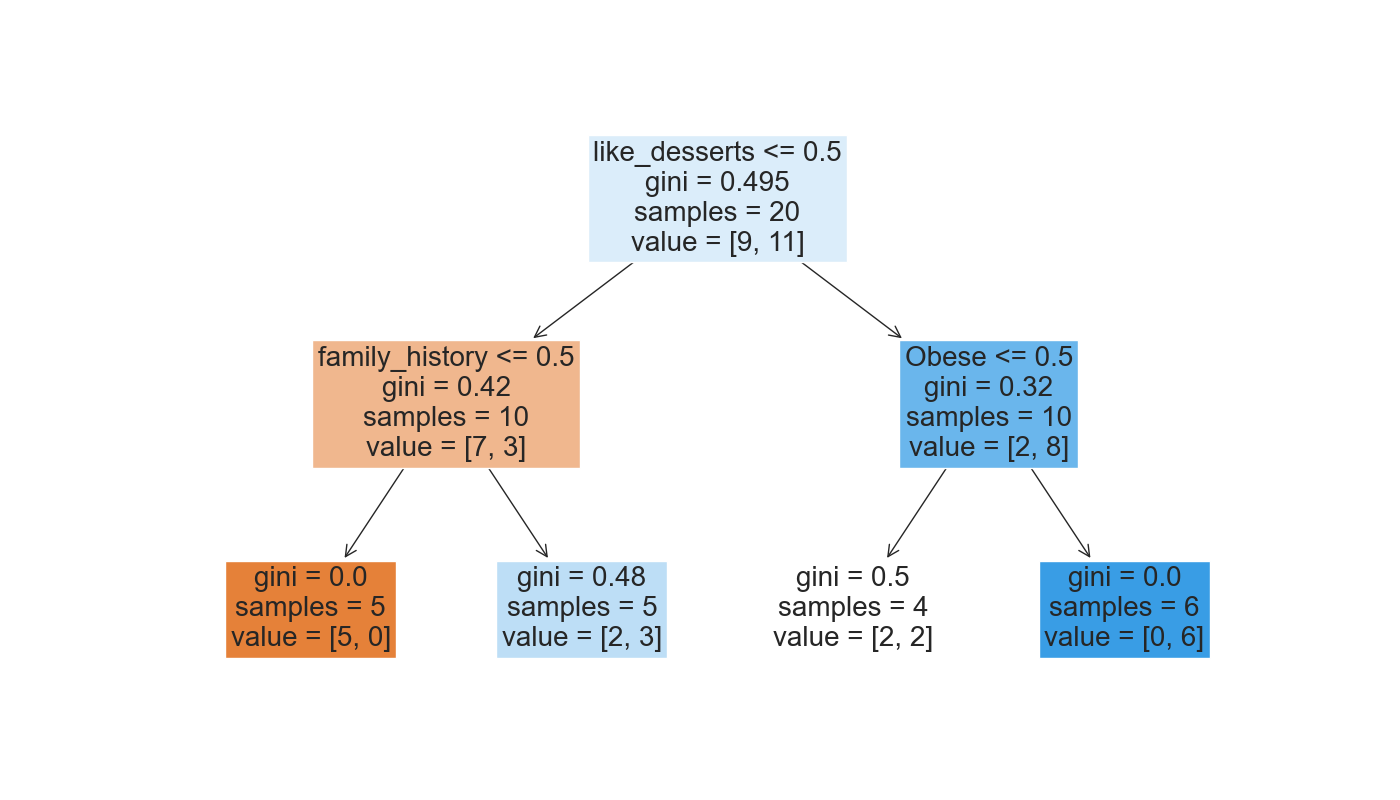 like_desserts <= 0.5
gini = 0.495
samples = 20
value = [9, 11]
family_history <= 0.5
gini = 0.42
samples = 10
value = [7, 3]
Obese <= 0.5
gini = 0.32
samples = 10
value = [2, 8]
gini = 0.0
samples = 5
value = [5, 0]
gini = 0.48
samples = 5
value = [2, 3]
gini = 0.5
samples = 4
value = [2, 2]
gini = 0.0
samples = 6
value = [0, 6]